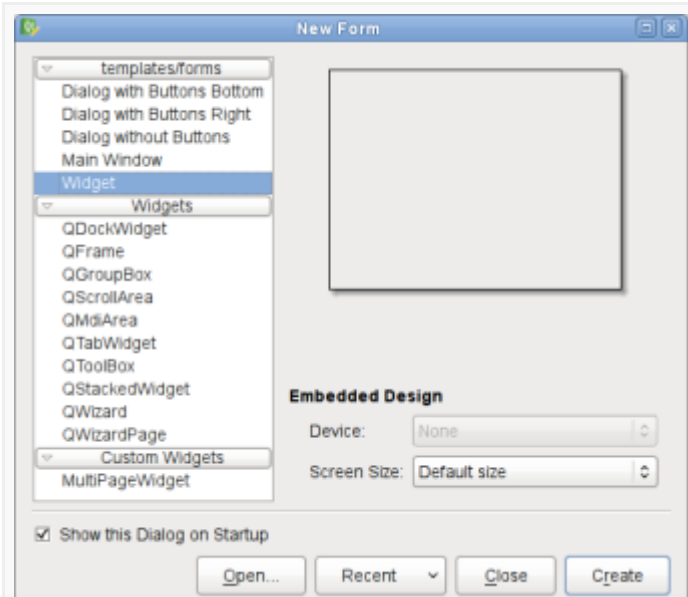 New Form
templates/forms
Dialog with Buttons Bottom
Dialog with Buttons Right
Dialog without Buttons
Main Window
Widget
Widgets
QDockWidget
QFrame
QGroupBox
QScrollArea
QMdiArea
QTabWidget
QToolBox
QStackedWidget
QWizard
QWizardPage
Custom Widgets
MultiPageWidget
Embedded Design
Device: None
Screen Size: Default size
Show this Dialog on Startup
Open... Recent Close Create